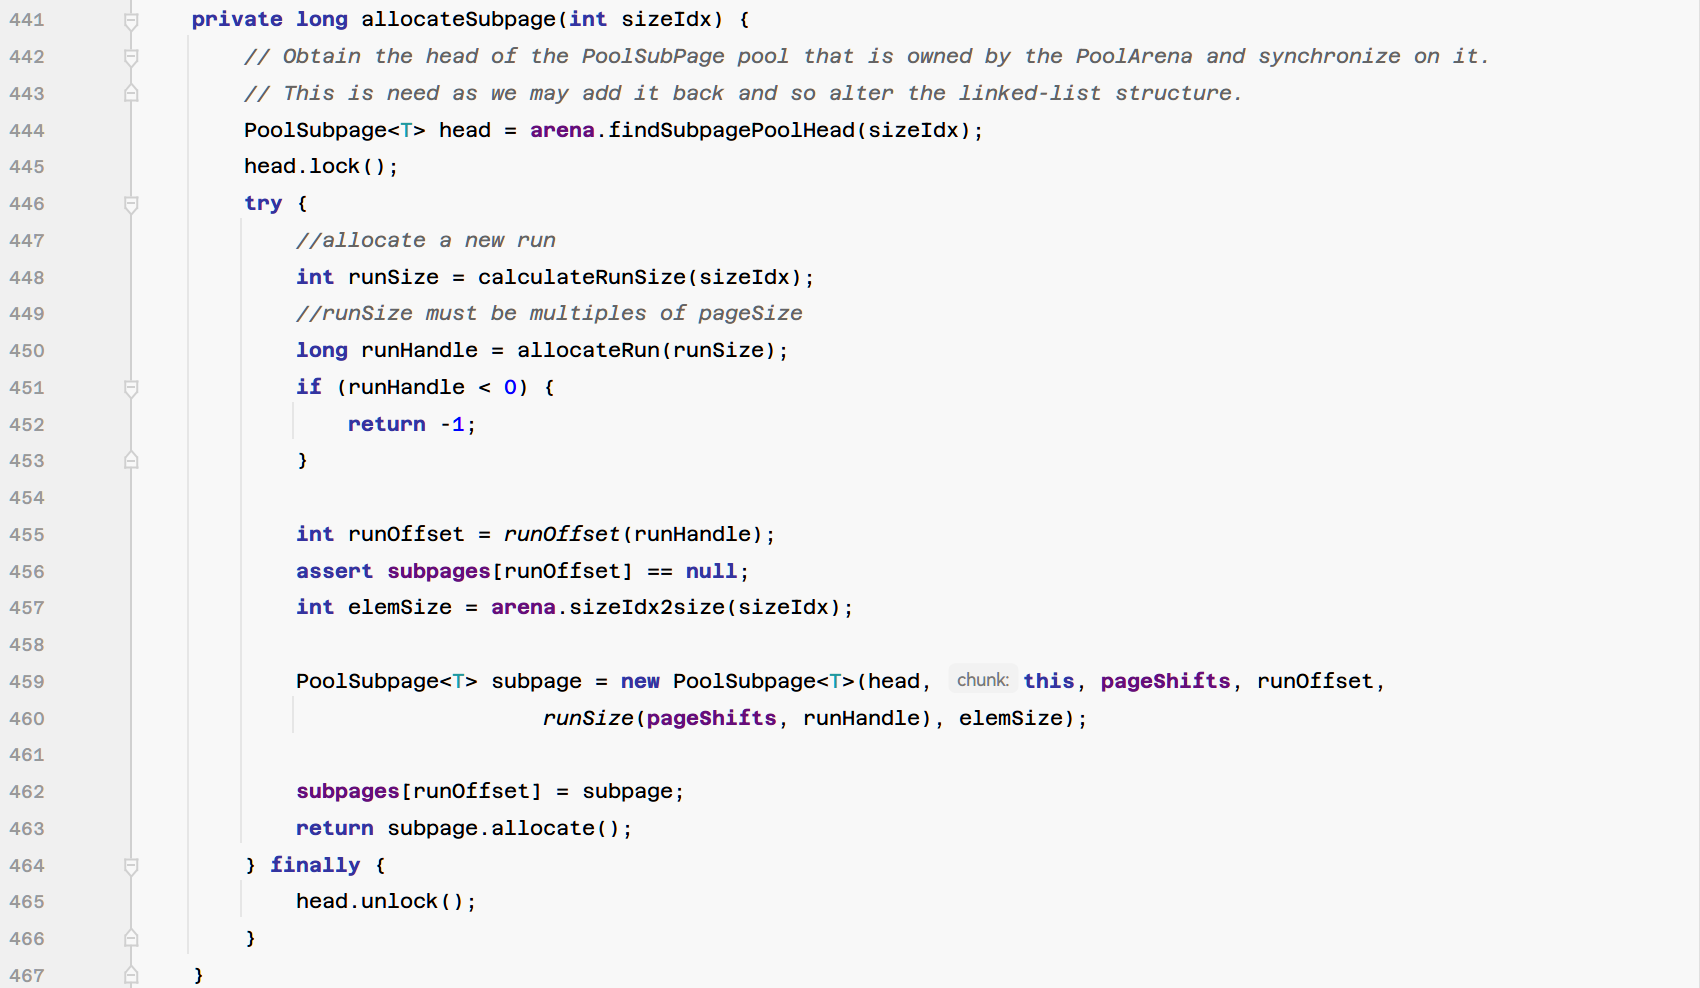 441 private long allocateSubpage(int sizeIdx) {
442 // Obtain the head of the PoolSubPage pool that is owned by the PoolArena and synchronize on it.
443 // This is need as we may add it back and so alter the linked-list structure.
444 PoolSubpage<T> head = arena.findSubpagePoolHead(sizeIdx);
445 head.lock();
446 try {
447 //allocate a new run
448 int runSize = calculateRunSize(sizeIdx);
449 //runSize must be multiples of pageSize
450 long runHandle = allocateRun(runSize);
451 if (runHandle < 0) {
452 return -1;
453 }
454
455 int runOffset = runOffset(runHandle);
456 assert subpages[runOffset] == null;
457 int elemSize = arena.sizeIdx2size(sizeIdx);
458
459 PoolSubpage<T> subpage = new PoolSubpage<T>(head, chunk: this, pageShifts, runOffset,
460 runSize(pageShifts, runHandle), elemSize);
461
462 subpages[runOffset] = subpage;
463 return subpage.allocate();
464 } finally {
465 head.unlock();
466 }
467 }